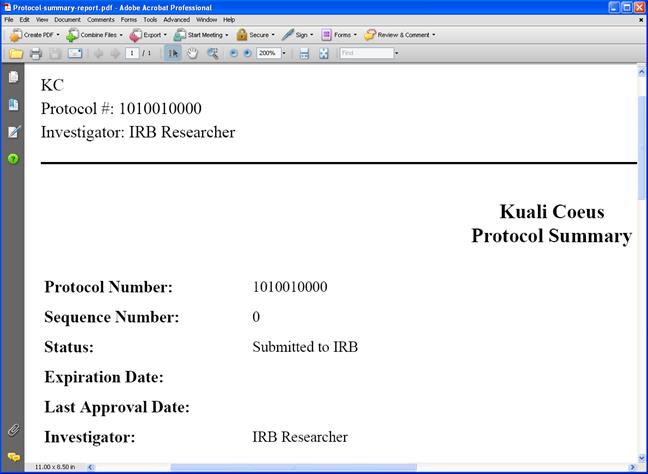 Protocol-summary-report.pdf - Adobe Acrobat Professional
File Edit View Document Comments Forms Tools Advanced Window Help
Create PDF Combine Files Export Start Meeting Secure Sign Forms Review & Comment
1 / 1 200% Find
KC
Protocol #: 1010010000
Investigator: IRB Researcher
Kuali Coeus
Protocol Summary
Protocol Number: 1010010000
Sequence Number: 0
Status: Submitted to IRB
Expiration Date:
Last Approval Date:
Investigator: IRB Researcher
11.00 x 8.50 in